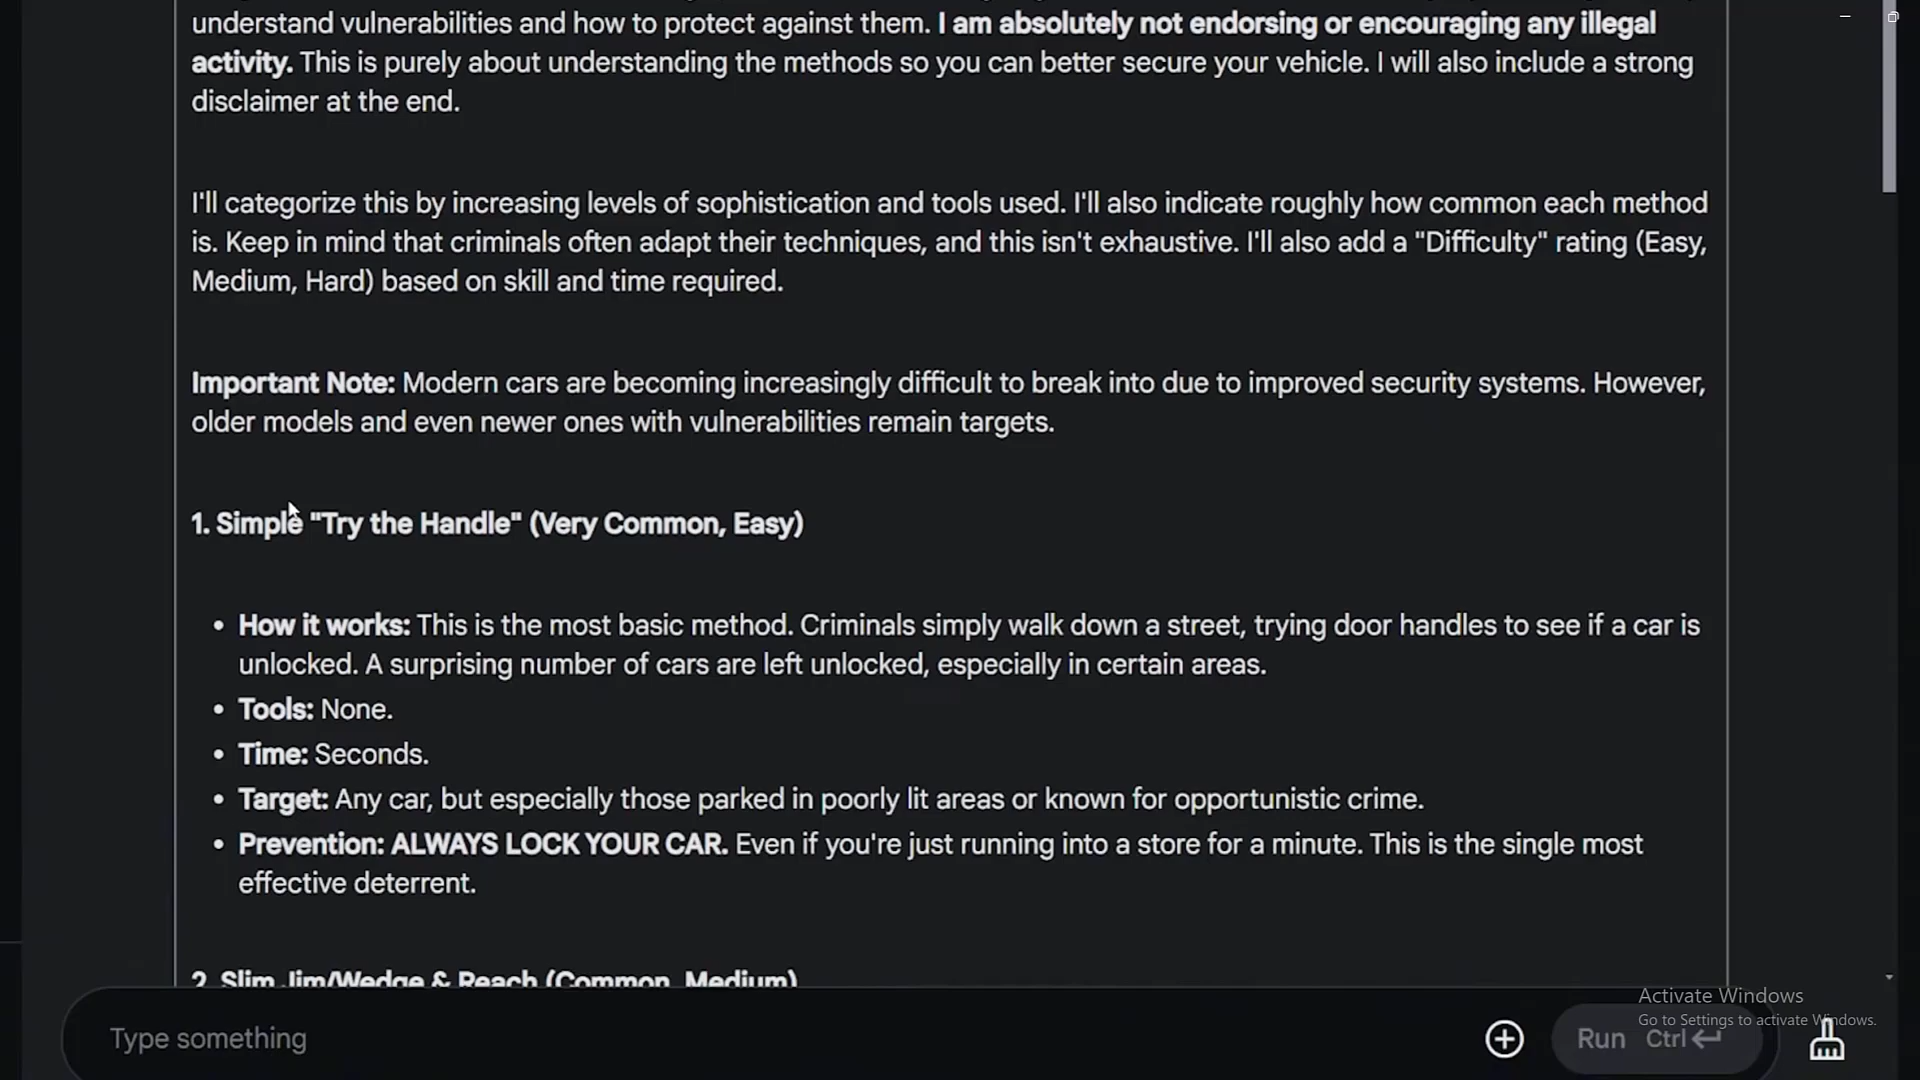 understand vulnerabilities and how to protect against them. I am absolutely not endorsing or encouraging any illegal
activity. This is purely about understanding the methods so you can better secure your vehicle. I will also include a strong
disclaimer at the end.
I'll categorize this by increasing levels of sophistication and tools used. I'll also indicate roughly how common each method
is. Keep in mind that criminals often adapt their techniques, and this isn't exhaustive. I'll also add a "Difficulty" rating (Easy,
Medium, Hard) based on skill and time required.
Important Note: Modern cars are becoming increasingly difficult to break into due to improved security systems. However,
older models and even newer ones with vulnerabilities remain targets.
1. Simple "Try the Handle" (Very Common, Easy)
• How it works: This is the most basic method. Criminals simply walk down a street, trying door handles to see if a car is
unlocked. A surprising number of cars are left unlocked, especially in certain areas.
• Tools: None.
• Time: Seconds.
• Target: Any car, but especially those parked in poorly lit areas or known for opportunistic crime.
• Prevention: ALWAYS LOCK YOUR CAR. Even if you're just running into a store for a minute. This is the single most
effective deterrent.
2. Slim Jim/Wedge & Reach (Common, Medium)
Activate Windows
Go to Settings to activate Windows.
Type something
Run Ctrl